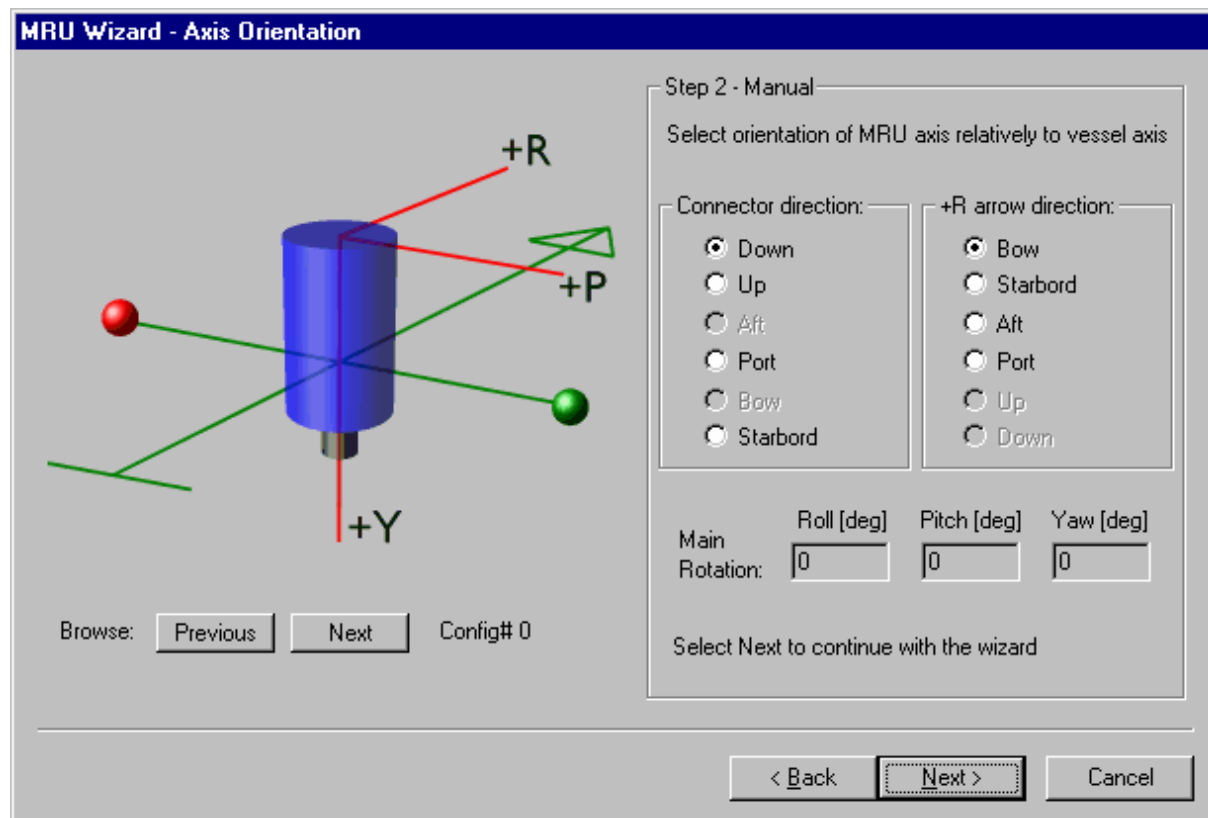 MRU Wizard - Axis Orientation
+R
+P
+Y
Browse:
Previous
Next
Config# 0
Step 2 - Manual
Select orientation of MRU axis relatively to vessel axis
Connector direction:
Down
Up
Aft
Port
Bow
Starbord
+R arrow direction:
Bow
Starbord
Aft
Port
Up
Down
Main
Rotation:
Roll [deg]
0
Pitch [deg]
0
Yaw [deg]
0
Select Next to continue with the wizard
< Back
Next >
Cancel